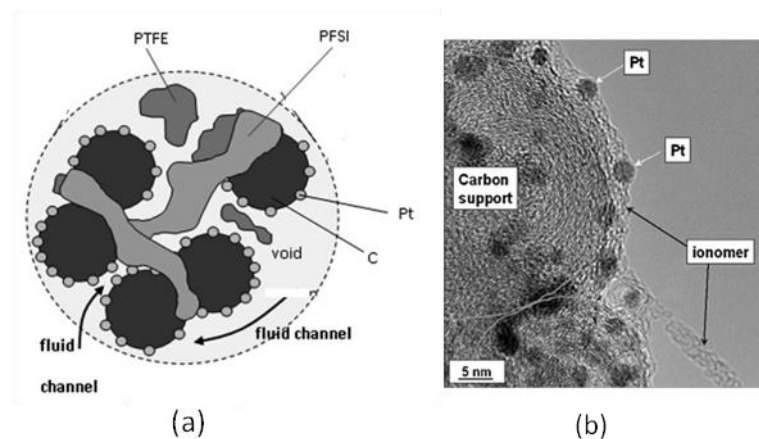 PTFE
PFSI
Pt
C
void
fluid channel
fluid
channel
(a)
Pt
Pt
Carbon
support
ionomer
5 nm
(b)